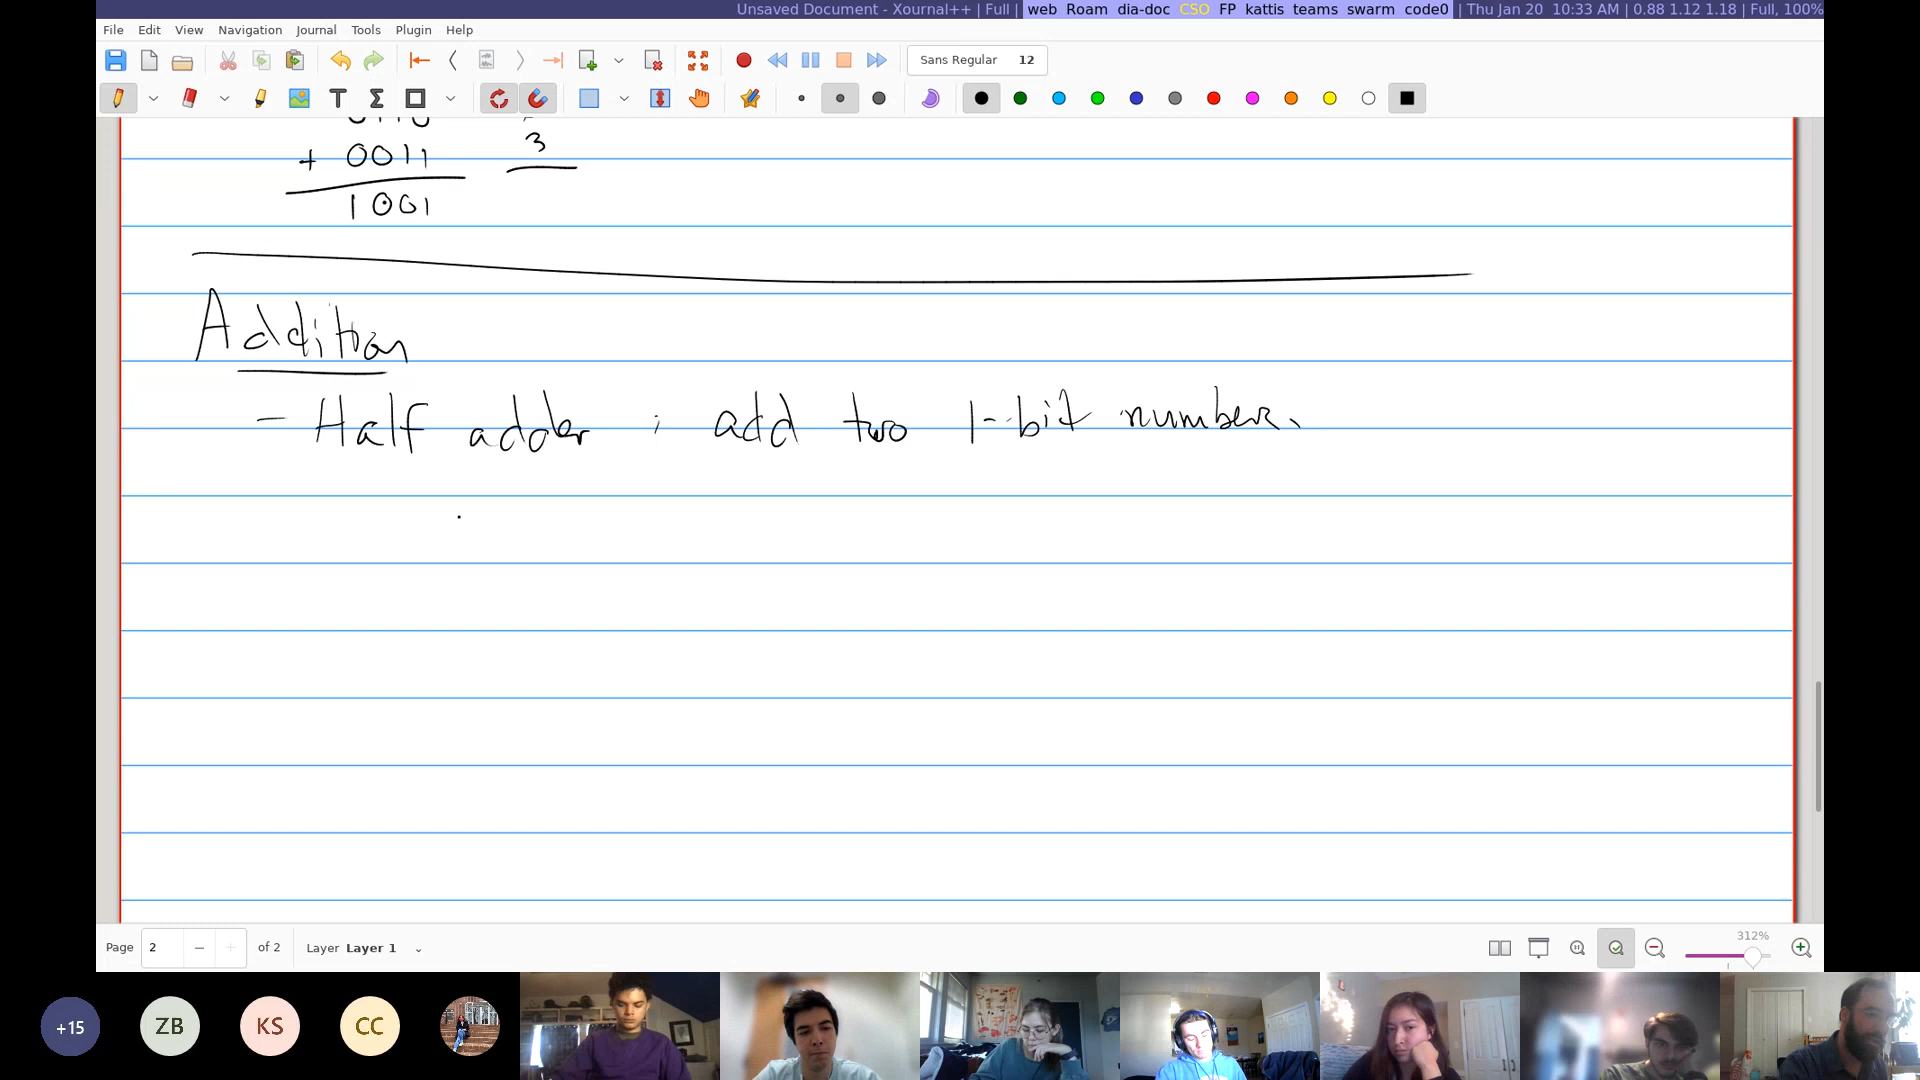 Unsaved Document - Xournal++ | Full | web Roam dia-doc CSO FP kattis teams swarm code0 | Thu Jan 20 10:33 AM | 0.88 1.12 1.18 | Full, 100%
File Edit View Navigation Journal Tools Plugin Help
Sans Regular 12
3
+ 0011
1001
Addition
- Half adder : add two 1-bit numbers.
Page 2 of 2 Layer Layer 1
312%
+15 ZB KS CC